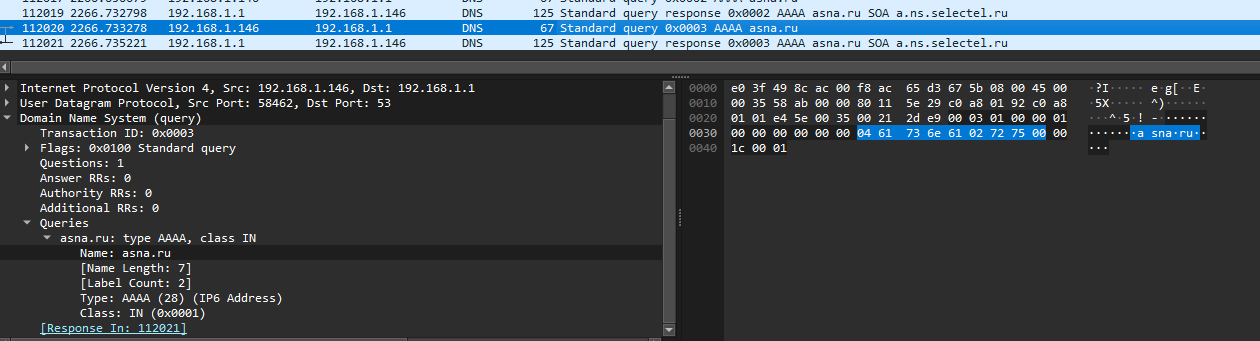 112019 2266.732798 192.168.1.1 192.168.1.146 DNS 125 Standard query response 0x0002 AAAA asna.ru SOA a.ns.selectel.ru
112020 2266.733278 192.168.1.146 192.168.1.1 DNS 67 Standard query 0x0003 AAAA asna.ru
112021 2266.735221 192.168.1.1 192.168.1.146 DNS 125 Standard query response 0x0003 AAAA asna.ru SOA a.ns.selectel.ru
Internet Protocol Version 4, Src: 192.168.1.146, Dst: 192.168.1.1
User Datagram Protocol, Src Port: 58462, Dst Port: 53
Domain Name System (query)
Transaction ID: 0x0003
Flags: 0x0100 Standard query
Questions: 1
Answer RRs: 0
Authority RRs: 0
Additional RRs: 0
Queries
asna.ru: type AAAA, class IN
Name: asna.ru
[Name Length: 7]
[Label Count: 2]
Type: AAAA (28) (IP6 Address)
Class: IN (0x0001)
[Response In: 112021]
0000 e0 3f 49 8c ac 00 f8 ac 65 d3 67 5b 08 00 45 00 ·?I····· e·g[··E·
0010 00 35 58 ab 00 00 80 11 5e 29 c0 a8 01 92 c0 a8 ·5X····· ^)······
0020 01 01 e4 5e 00 35 00 21 2d e9 00 03 01 00 00 01 ···^·5·! -·······
0030 00 00 00 00 00 00 04 61 73 6e 61 02 72 75 00 00 ·······a sna·ru··
0040 1c 00 01 ···